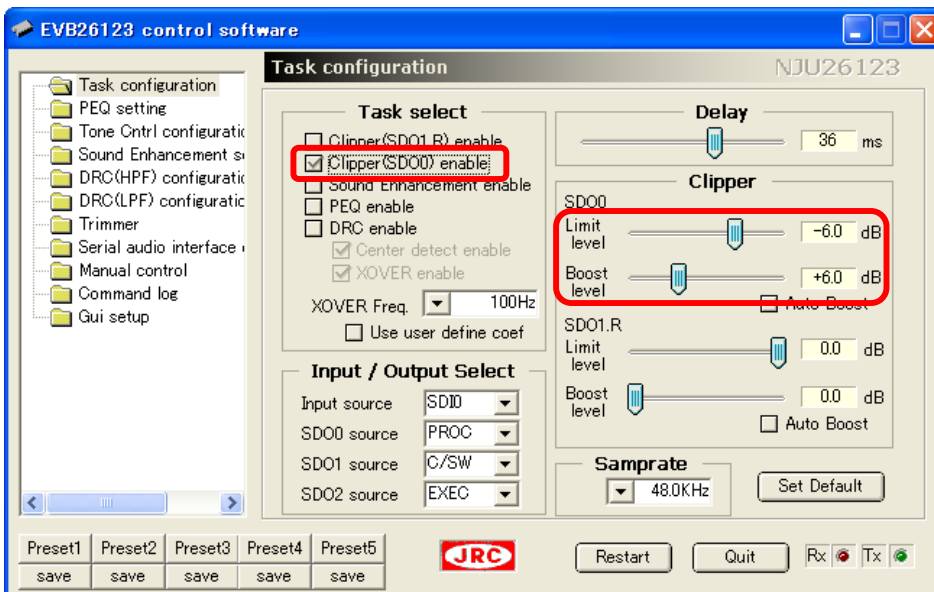 EVB26123 control software
Task configuration
PEQ setting
Tone Cntrl configuratic
Sound Enhancement s
DRC(HPF) configuratic
DRC(LPF) configuratic
Trimmer
Serial audio interface
Manual control
Command log
Gui setup
Task configuration
NJU26123
Task select
Clipper(SDO1.R) enable
Clipper(SDO0) enable
Sound Enhancement enable
PEQ enable
DRC enable
Center detect enable
XOVER enable
XOVER Freq. 100Hz
Use user define coef
Input / Output Select
Input source SDI0
SDO0 source PROC
SDO1 source C/SW
SDO2 source EXEC
Delay
36 ms
Clipper
SDO0
Limit level -6.0 dB
Boost level +6.0 dB
Auto Boost
SDO1.R
Limit level 0.0 dB
Boost level 0.0 dB
Auto Boost
Samprate
48.0KHz
Set Default
Preset1 Preset2 Preset3 Preset4 Preset5
save save save save save
JRC
Restart Quit Rx Tx